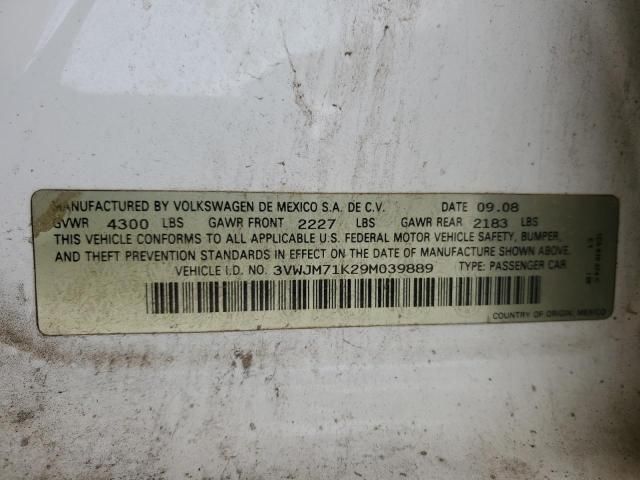 MANUFACTURED BY VOLKSWAGEN DE MEXICO S.A. DE C.V. DATE 09.08
GVWR 4300 LBS GAWR FRONT 2227 LBS GAWR REAR 2183 LBS
THIS VEHICLE CONFORMS TO ALL APPLICABLE U.S. FEDERAL MOTOR VEHICLE SAFETY, BUMPER,
AND THEFT PREVENTION STANDARDS IN EFFECT ON THE DATE OF MANUFACTURE SHOWN ABOVE.
VEHICLE I.D. NO. 3VWJM71K29M039889 TYPE: PASSENGER CAR
COUNTRY OF ORIGIN: MEXICO